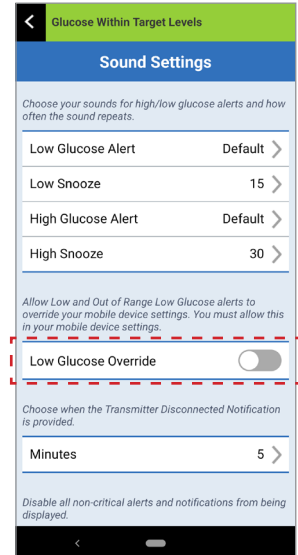 Glucose Within Target Levels
Sound Settings
Choose your sounds for high/low glucose alerts and how
often the sound repeats.
Low Glucose Alert Default
Low Snooze 15
High Glucose Alert Default
High Snooze 30
Allow Low and Out of Range Low Glucose alerts to
override your mobile device settings. You must allow this
in your mobile device settings.
Low Glucose Override
Choose when the Transmitter Disconnected Notification
is provided.
Minutes 5
Disable all non-critical alerts and notifications from being
displayed.